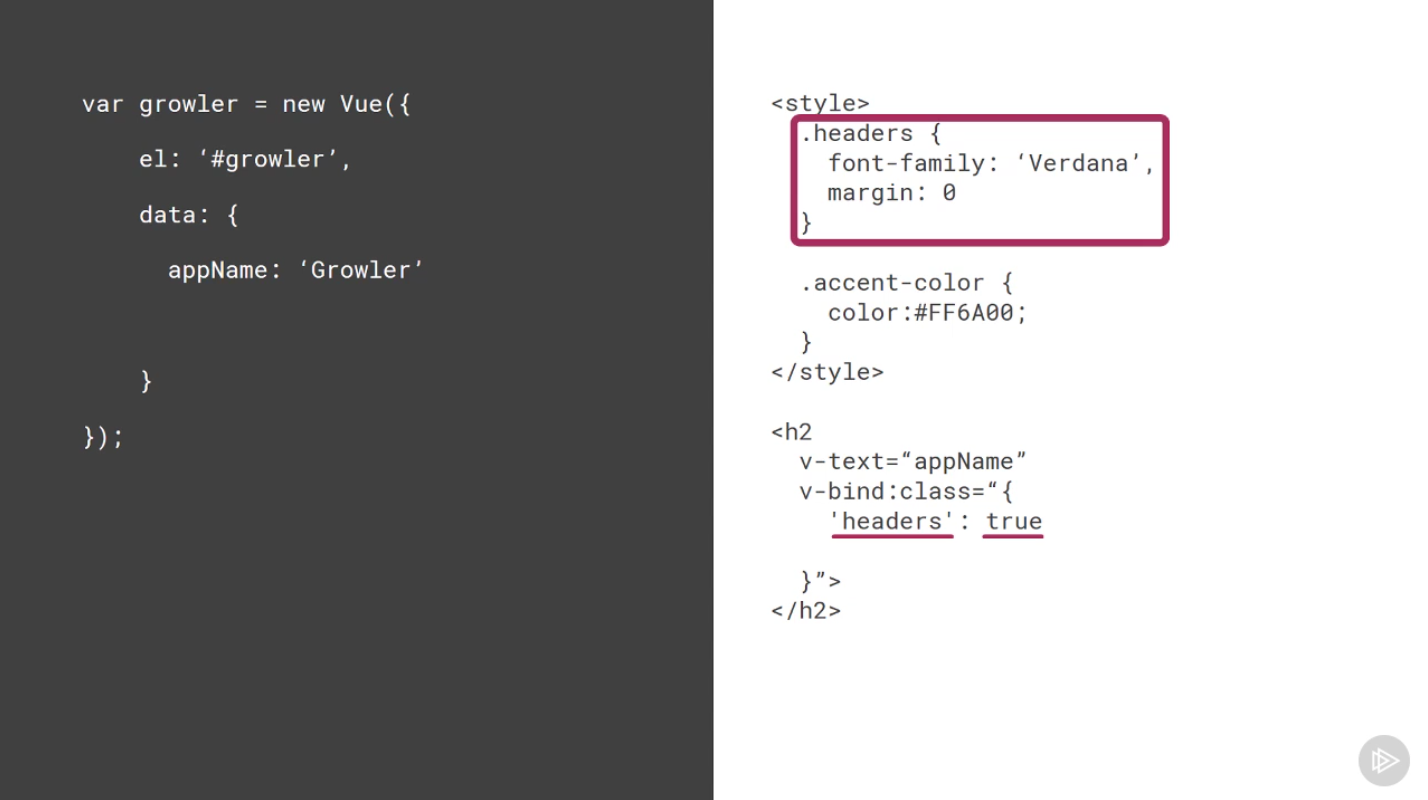 var growler = new Vue({
el: ‘#growler’,
data: {
appName: ‘Growler’
}
});
<style>
.headers {
font-family: ‘Verdana’,
margin: 0
}
.accent-color {
color:#FF6A00;
}
</style>
<h2
v-text=“appName”
v-bind:class=“{
'headers': true
}”>
</h2>